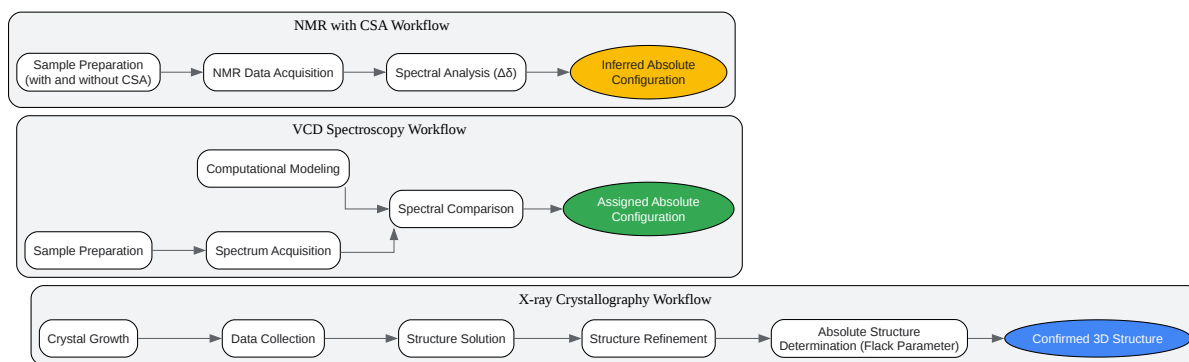 NMR with CSA Workflow
Sample Preparation
(with and without CSA)
NMR Data Acquisition
Spectral Analysis (Δδ)
Inferred Absolute
Configuration
VCD Spectroscopy Workflow
Computational Modeling
Spectral Comparison
Assigned Absolute
Configuration
Sample Preparation
Spectrum Acquisition
X-ray Crystallography Workflow
Crystal Growth
Data Collection
Structure Solution
Structure Refinement
Absolute Structure
Determination (Flack Parameter)
Confirmed 3D Structure